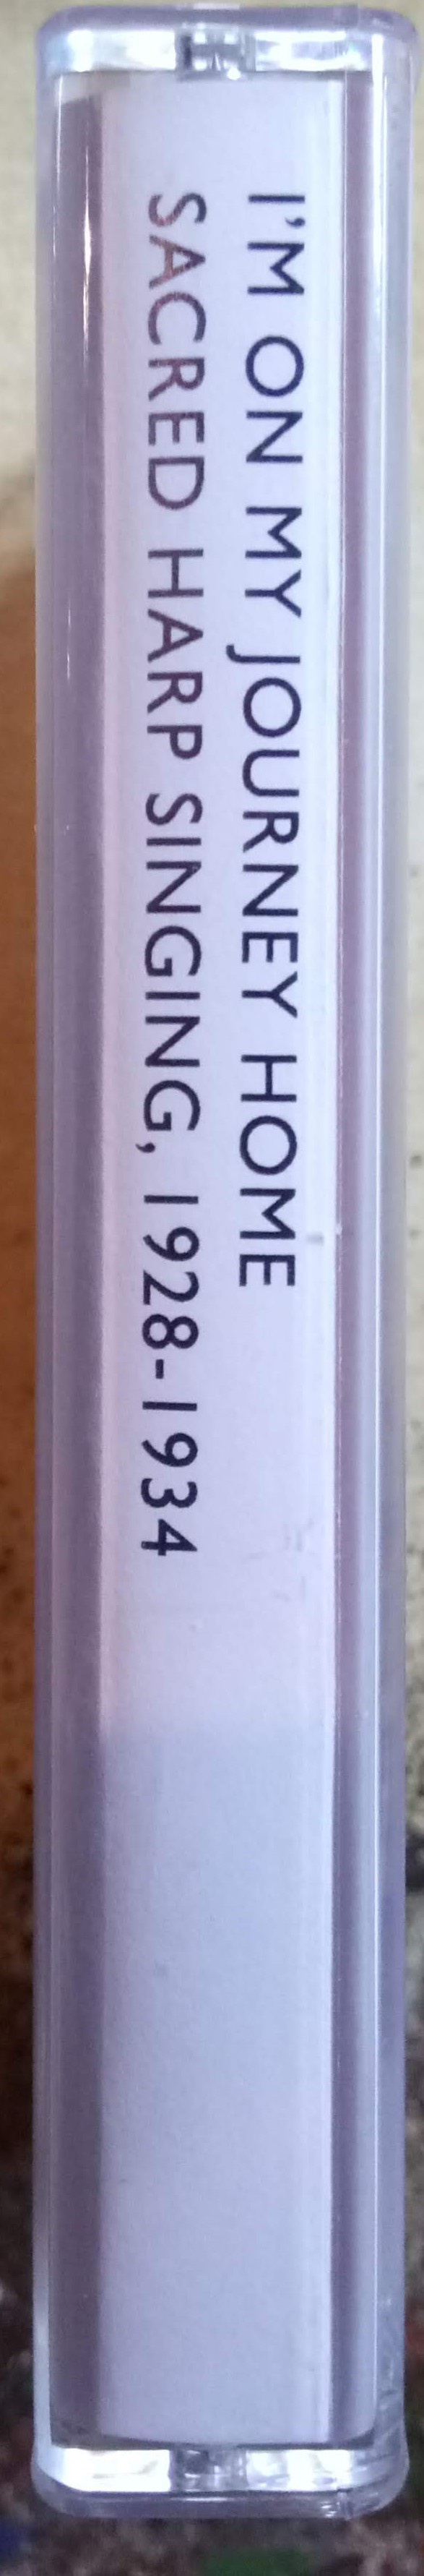 I'M ON MY JOURNEY HOME
SACRED HARP SINGING, 1928-1934